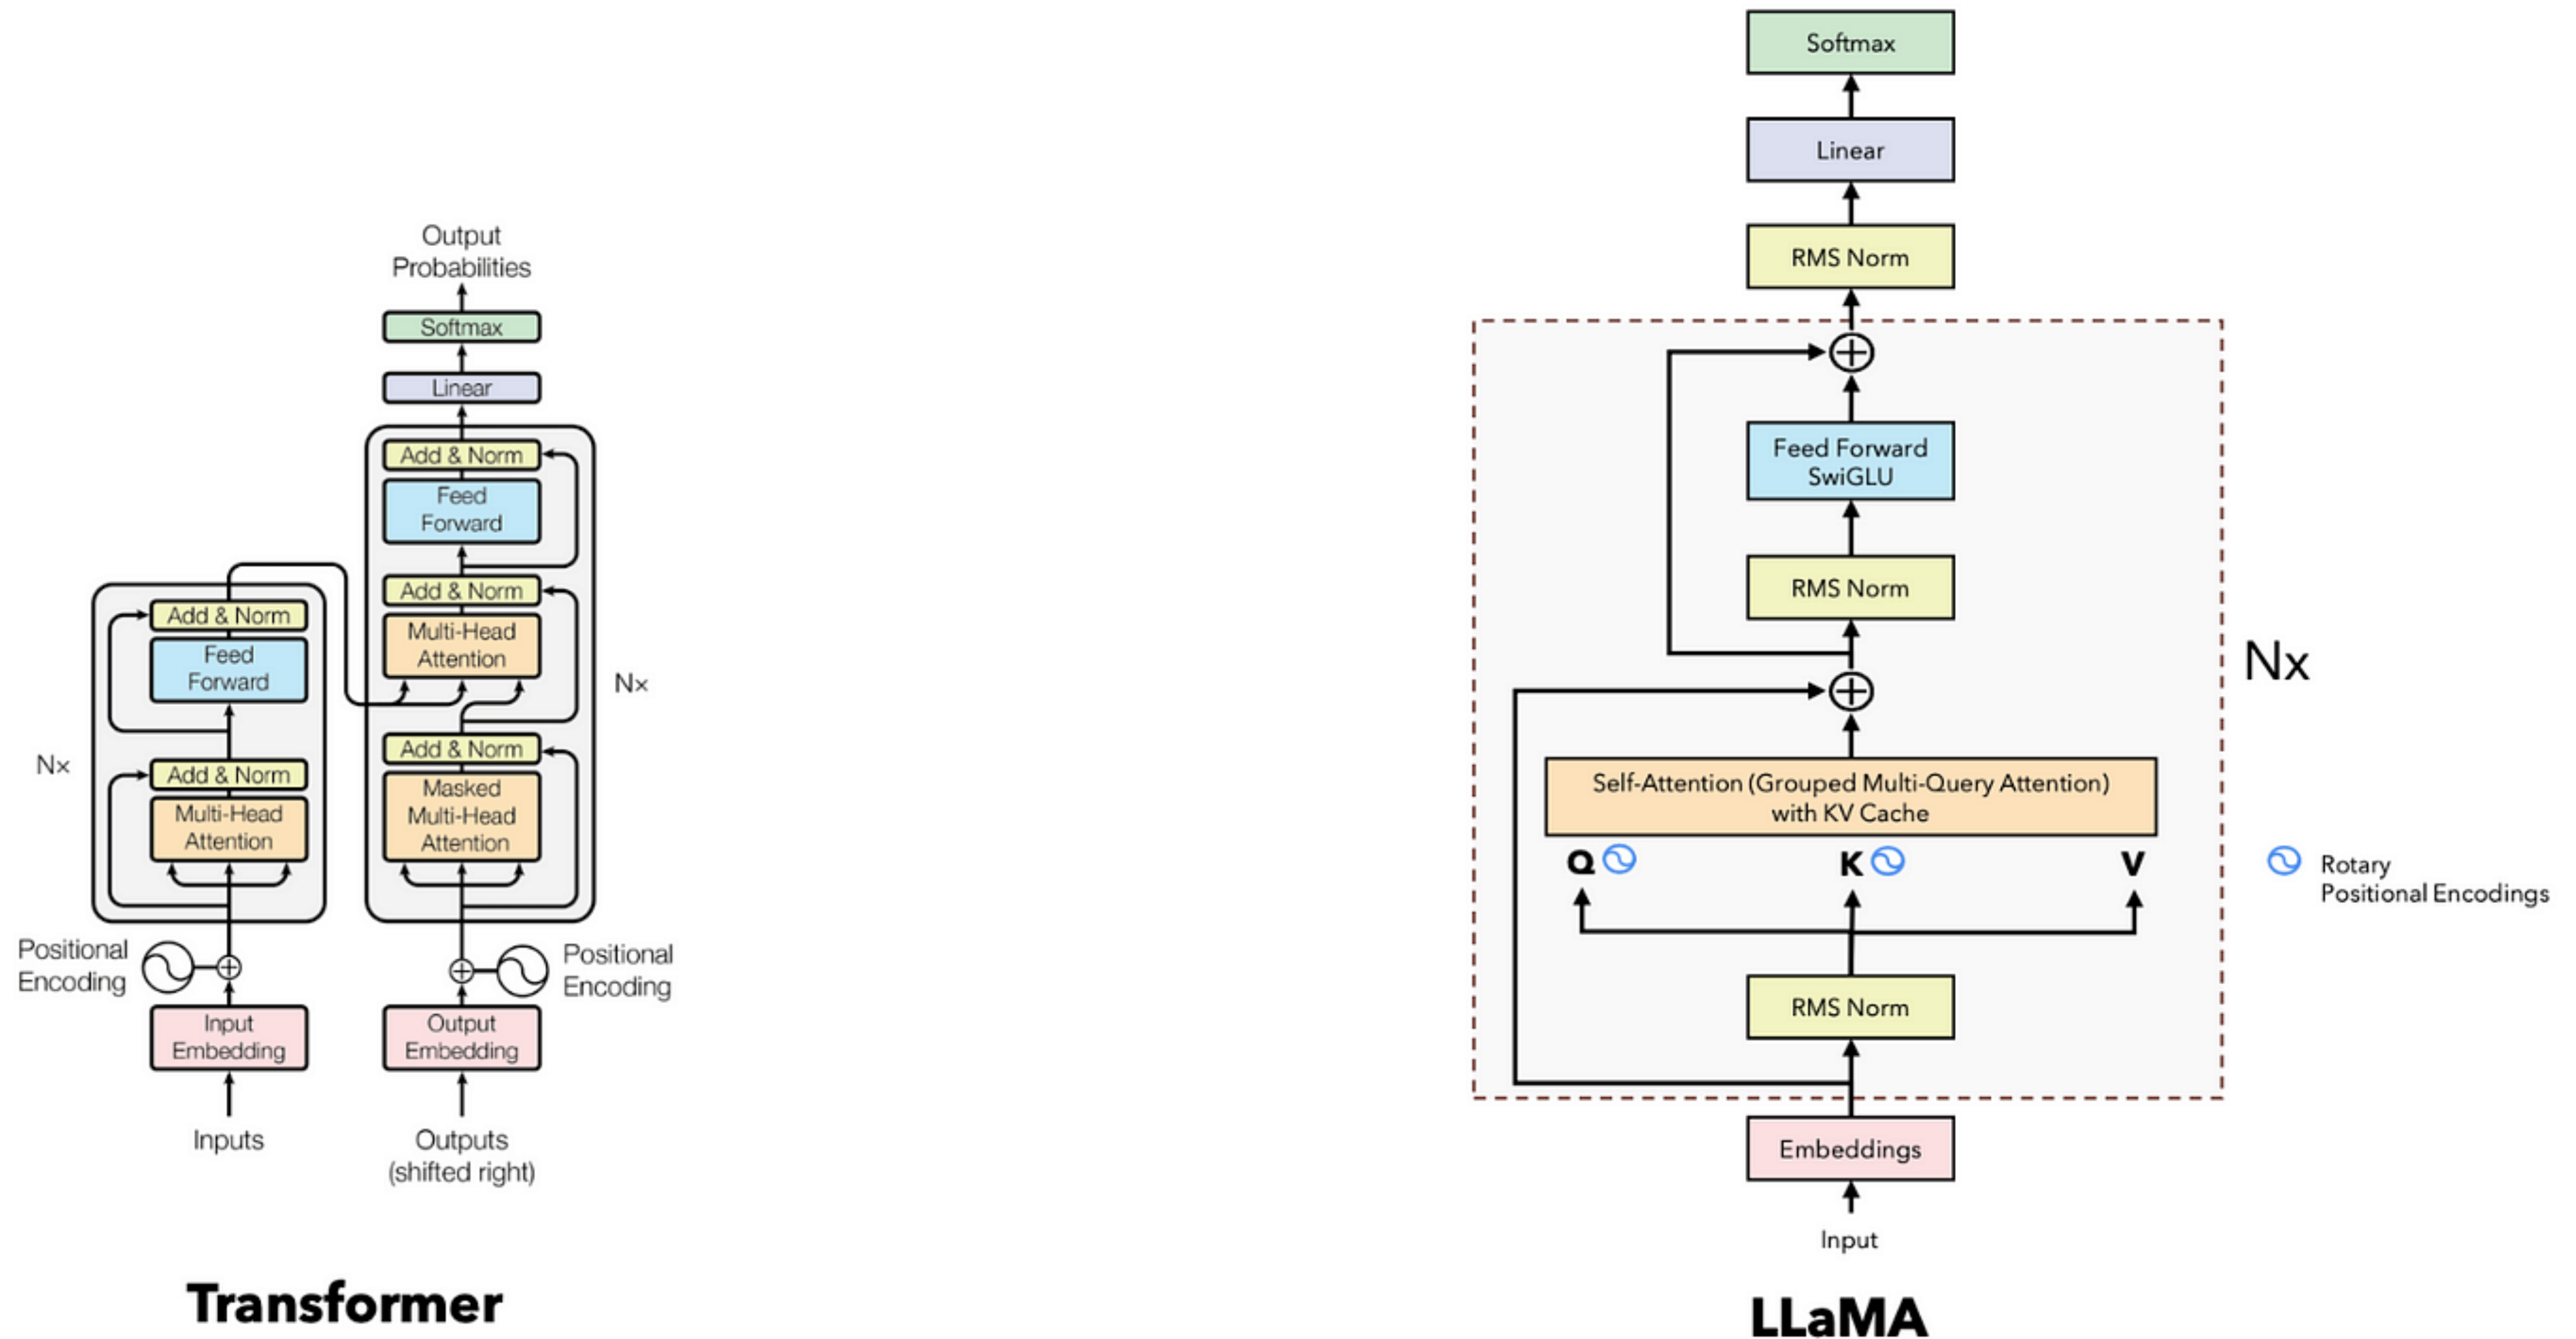 Output
Probabilities
Softmax
Linear
Add & Norm
Feed
Forward
Add & Norm
Multi-Head
Attention
Add & Norm
Masked
Multi-Head
Attention
Nx
Positional
Encoding
Output
Embedding
Outputs
(shifted right)
Add & Norm
Feed
Forward
Add & Norm
Multi-Head
Attention
Nx
Positional
Encoding
Input
Embedding
Inputs
Transformer
Softmax
Linear
RMS Norm
Feed Forward
SwiGLU
RMS Norm
Nx
Self-Attention (Grouped Multi-Query Attention)
with KV Cache
Q
K
V
Rotary
Positional Encodings
RMS Norm
Embeddings
Input
LLaMA